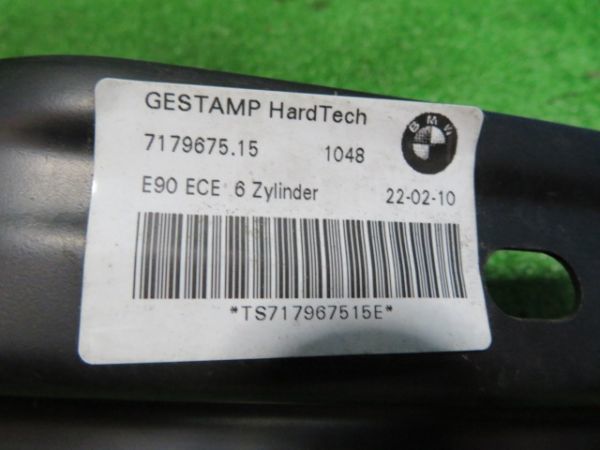 GESTAMP HardTech
7179675.15 1048
BMW
E90 ECE 6 Zylinder 22-02-10
*TS717967515E*